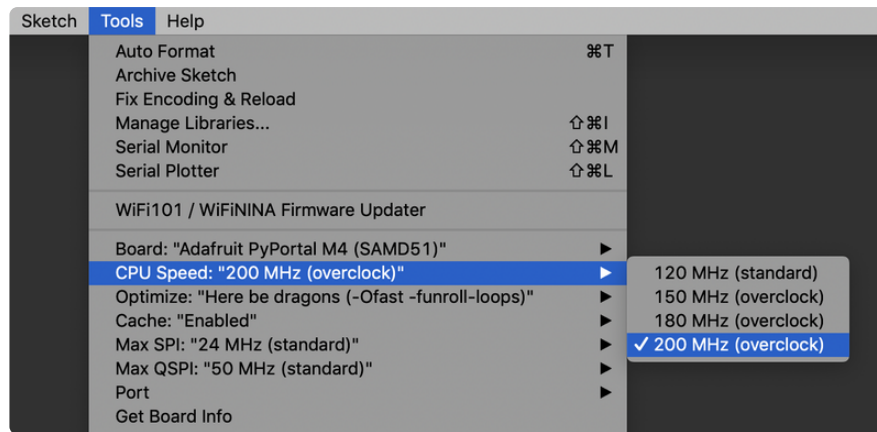 Sketch Tools Help
Auto Format ⌘T
Archive Sketch
Fix Encoding & Reload
Manage Libraries... ⇧⌘I
Serial Monitor ⇧⌘M
Serial Plotter ⇧⌘L
WiFi101 / WiFiNINA Firmware Updater
Board: "Adafruit PyPortal M4 (SAMD51)" ▶
CPU Speed: "200 MHz (overclock)" ▶
120 MHz (standard)
Optimize: "Here be dragons (-Ofast -funroll-loops)" ▶
150 MHz (overclock)
Cache: "Enabled" ▶
180 MHz (overclock)
Max SPI: "24 MHz (standard)" ▶
✓ 200 MHz (overclock)
Max QSPI: "50 MHz (standard)" ▶
Port ▶
Get Board Info